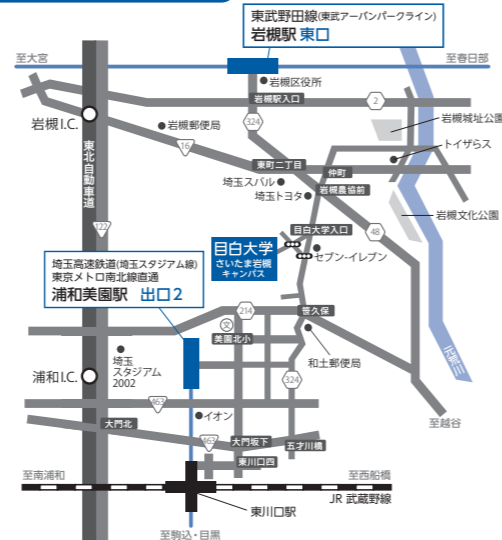 東武野田線(東武アーバンパークライン)
岩槻駅 東口
至大宮
至春日部
岩槻区役所
岩槻駅入口
2
岩槻城址公園
岩槻I.C.
岩槻郵便局
324
トイザらス
16
東町二丁目
仲町
東北自動車道
埼玉スバル
岩槻農協前
埼玉トヨタ
岩槻文化公園
122
目白大学入口
48
目白大学
さいたま岩槻
キャンパス
セブン-イレブン
埼玉高速鉄道(埼玉スタジアム線)
東京メトロ南北線直通
浦和美園駅 出口2
214
笹久保
文
美園北小
元荒川
和土郵便局
埼玉
スタジアム
2002
浦和I.C.
324
463
イオン
至越谷
大門北
463
大門坂下
五才川橋
東川口四
至南浦和
至西船橋
JR 武蔵野線
東川口駅
至駒込・目黒